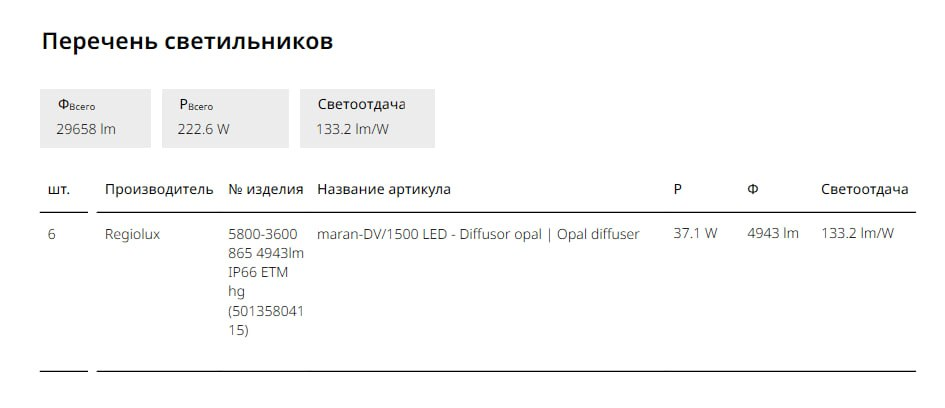 Перечень светильников
ΦВсего PВсего Светоотдача
29658 lm 222.6 W 133.2 lm/W
шт. Производитель № изделия Название артикула P Φ Светоотдача
6 Regiolux 5800-3600 maran-DV/1500 LED - Diffusor opal | Opal diffuser 37.1 W 4943 lm 133.2 lm/W
865 4943lm
IP66 ETM
hg
(501358041
15)